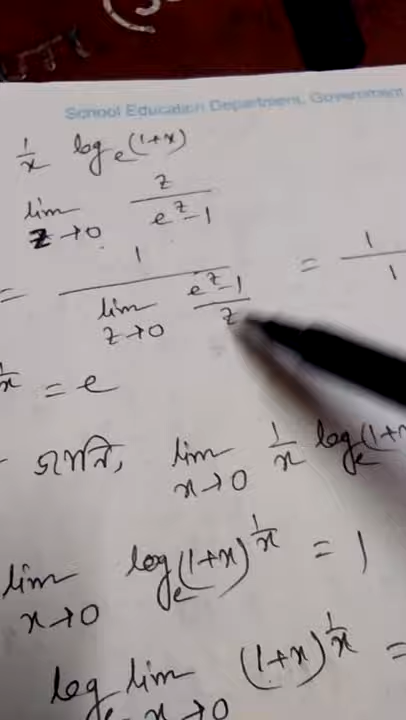 School Education Department, Government
1/x log_e(1+x)
lim z→0 z/(e^z-1)
= 1/(lim z→0 (e^z-1)/z) = 1/1
= e
lim x→0 1/x log_e(1+x
lim x→0 log_e(1+x)^(1/x) = 1
log_e lim x→0 (1+x)^(1/x) =